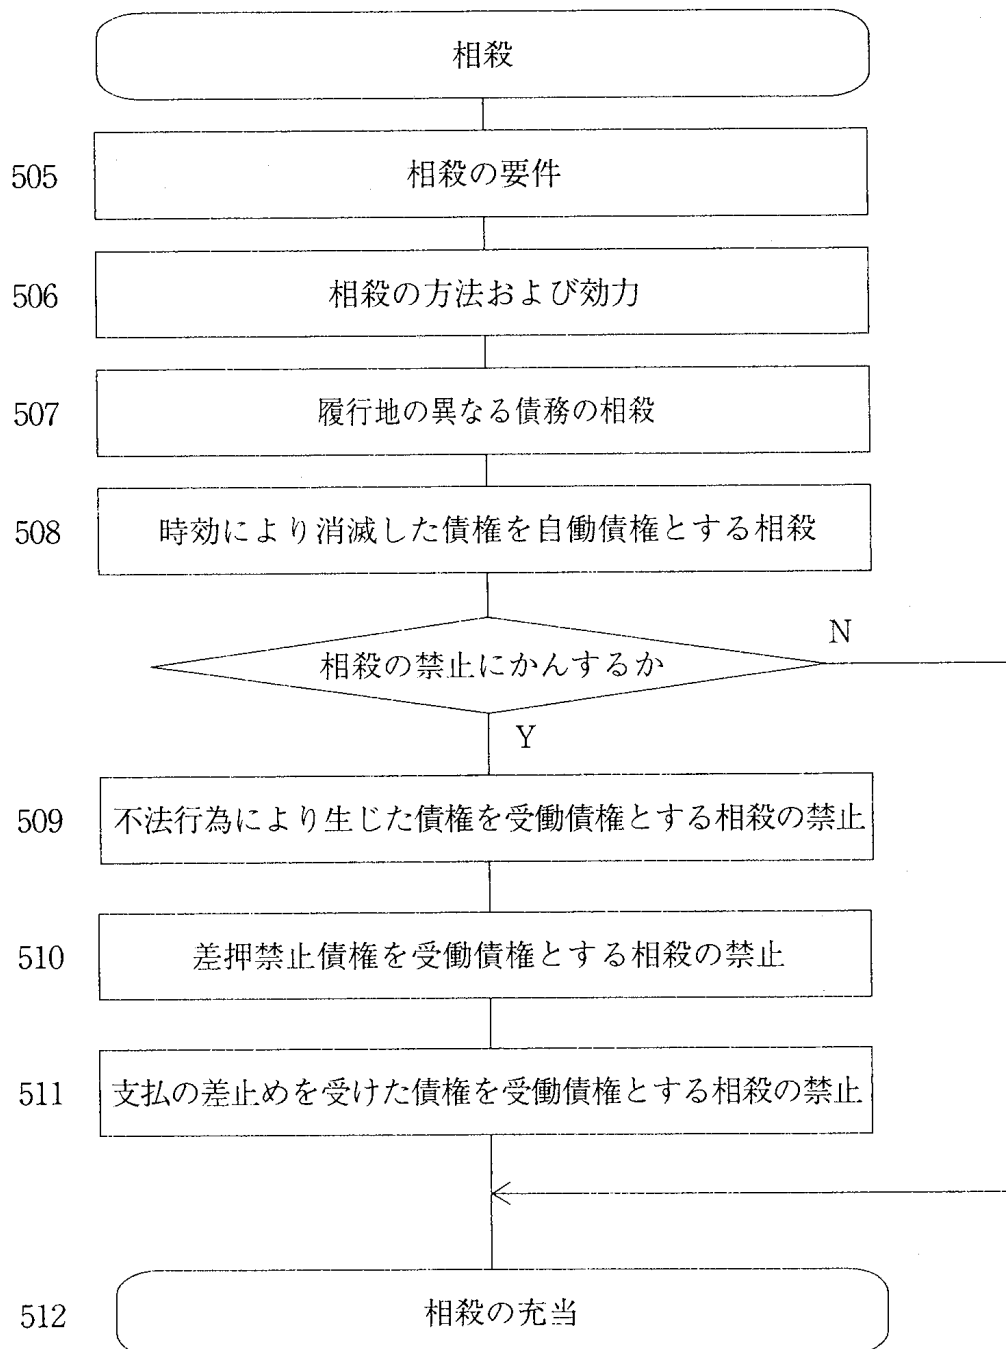 相殺
505 相殺の要件
506 相殺の方法および効力
507 履行地の異なる債務の相殺
508 時効により消滅した債権を自働債権とする相殺
相殺の禁止にかんするか
N
Y
509 不法行為により生じた債権を受働債権とする相殺の禁止
510 差押禁止債権を受働債権とする相殺の禁止
511 支払の差止めを受けた債権を受働債権とする相殺の禁止
512 相殺の充当